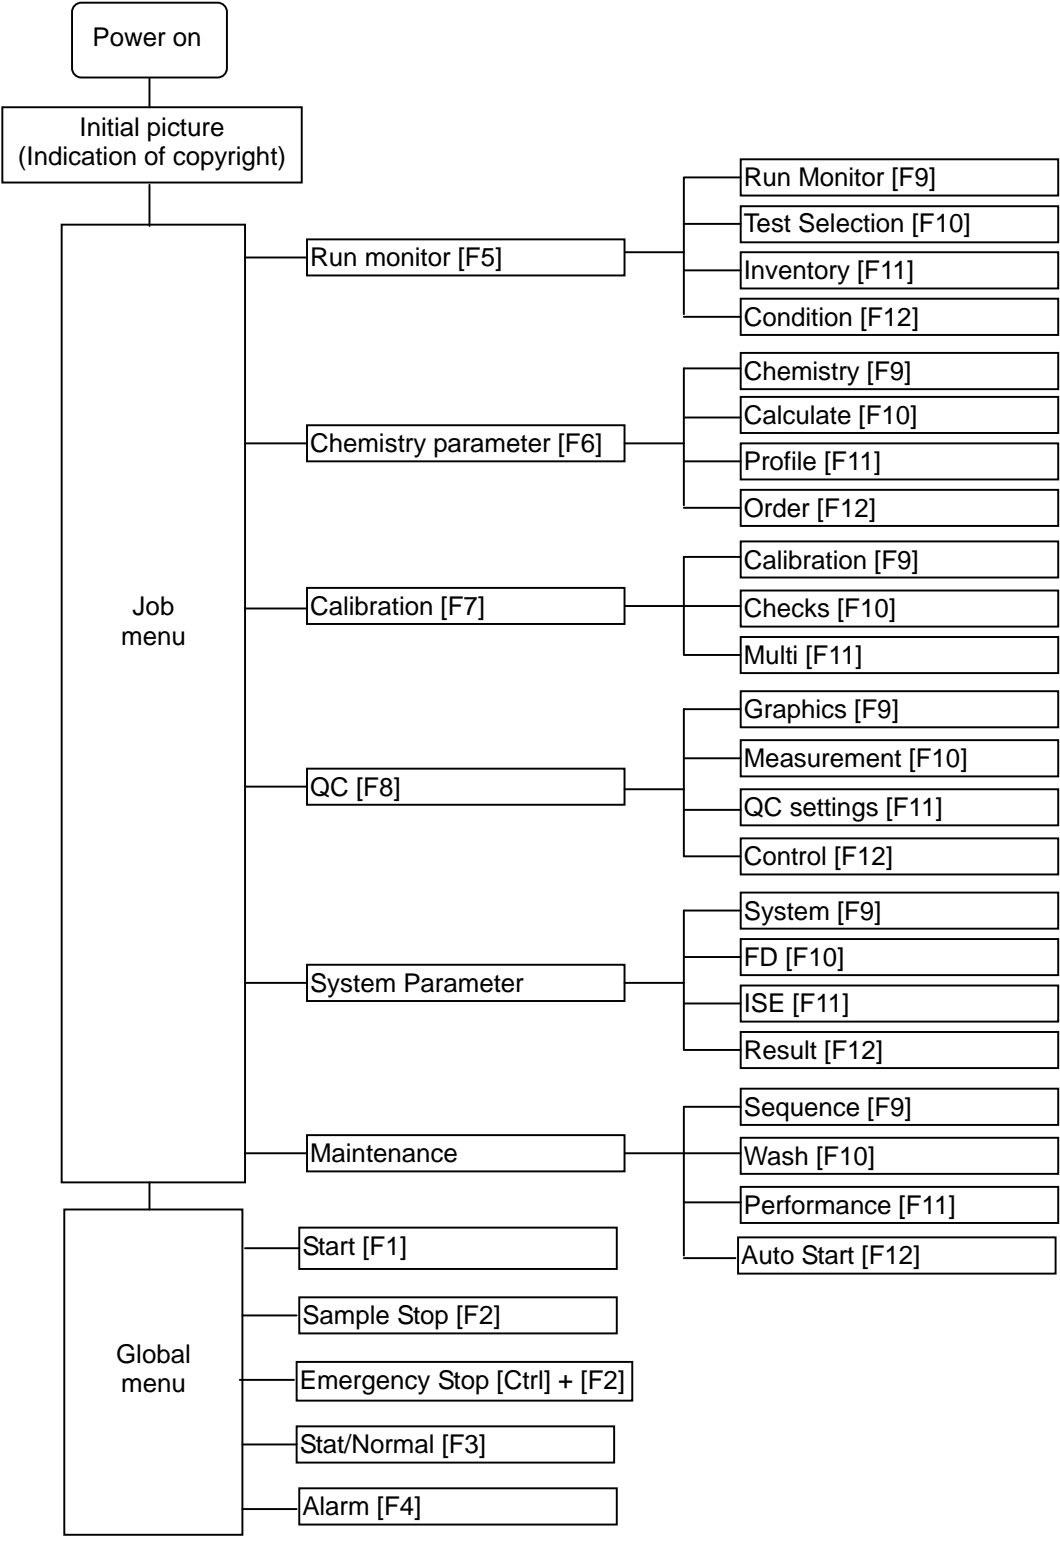 Power on
Initial picture
(Indication of copyright)
Job
menu
Run monitor [F5]
Run Monitor [F9]
Test Selection [F10]
Inventory [F11]
Condition [F12]
Chemistry parameter [F6]
Chemistry [F9]
Calculate [F10]
Profile [F11]
Order [F12]
Calibration [F7]
Calibration [F9]
Checks [F10]
Multi [F11]
QC [F8]
Graphics [F9]
Measurement [F10]
QC settings [F11]
Control [F12]
System Parameter
System [F9]
FD [F10]
ISE [F11]
Result [F12]
Maintenance
Sequence [F9]
Wash [F10]
Performance [F11]
Auto Start [F12]
Global
menu
Start [F1]
Sample Stop [F2]
Emergency Stop [Ctrl] + [F2]
Stat/Normal [F3]
Alarm [F4]